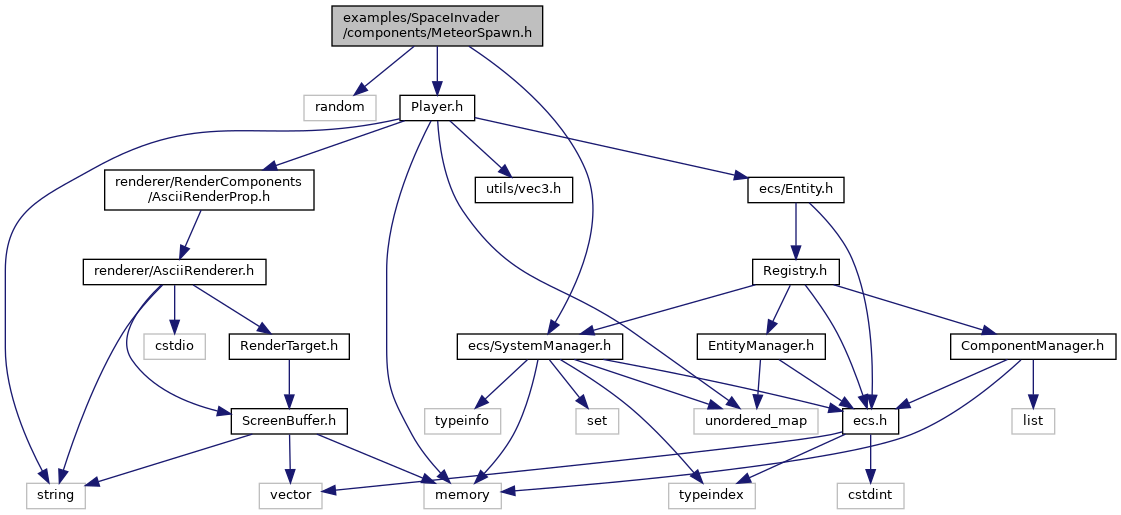 examples/SpaceInvader
/components/MeteorSpawn.h
random
Player.h
renderer/RenderComponents
/AsciiRenderProp.h
utils/vec3.h
ecs/Entity.h
renderer/AsciiRenderer.h
Registry.h
cstdio
RenderTarget.h
ecs/SystemManager.h
EntityManager.h
ComponentManager.h
ScreenBuffer.h
typeinfo
set
unordered_map
ecs.h
list
string
vector
memory
typeindex
cstdint